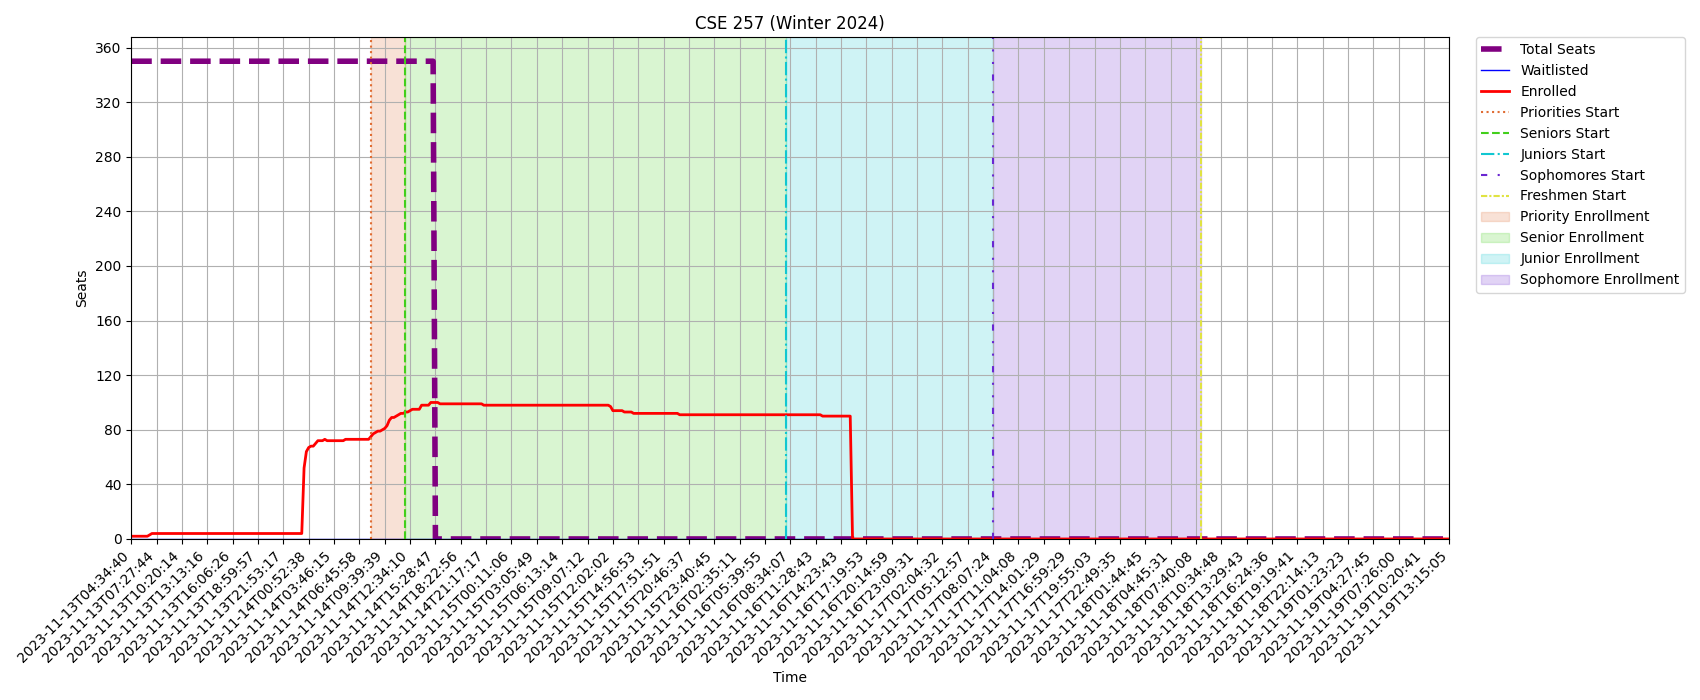 CSE 257 (Winter 2024)
360
320
280
240
200
160
120
80
40
0
Seats
2023-11-13T04:34:40
2023-11-13T07:27:44
2023-11-13T10:20:14
2023-11-13T13:13:16
2023-11-13T16:06:26
2023-11-13T18:59:57
2023-11-13T21:53:17
2023-11-14T00:52:38
2023-11-14T03:46:15
2023-11-14T06:45:58
2023-11-14T09:39:39
2023-11-14T12:34:10
2023-11-14T15:28:47
2023-11-14T18:22:56
2023-11-14T21:17:17
2023-11-15T00:11:06
2023-11-15T03:05:49
2023-11-15T06:13:14
2023-11-15T09:07:12
2023-11-15T12:02:02
2023-11-15T14:56:53
2023-11-15T17:51:51
2023-11-15T20:46:37
2023-11-15T23:40:45
2023-11-16T02:35:11
2023-11-16T05:39:55
2023-11-16T08:34:07
2023-11-16T11:28:43
2023-11-16T14:23:43
2023-11-16T17:19:53
2023-11-16T20:14:59
2023-11-16T23:09:31
2023-11-17T02:04:32
2023-11-17T05:12:57
2023-11-17T08:07:24
2023-11-17T11:04:08
2023-11-17T14:01:29
2023-11-17T16:59:29
2023-11-17T19:55:03
2023-11-17T22:49:35
2023-11-18T01:44:45
2023-11-18T04:45:31
2023-11-18T07:40:08
2023-11-18T10:34:48
2023-11-18T13:29:43
2023-11-18T16:24:36
2023-11-18T19:19:41
2023-11-18T22:14:13
2023-11-19T01:23:23
2023-11-19T04:27:45
2023-11-19T07:26:00
2023-11-19T10:20:41
2023-11-19T13:15:05
Time
Total Seats
Waitlisted
Enrolled
Priorities Start
Seniors Start
Juniors Start
Sophomores Start
Freshmen Start
Priority Enrollment
Senior Enrollment
Junior Enrollment
Sophomore Enrollment